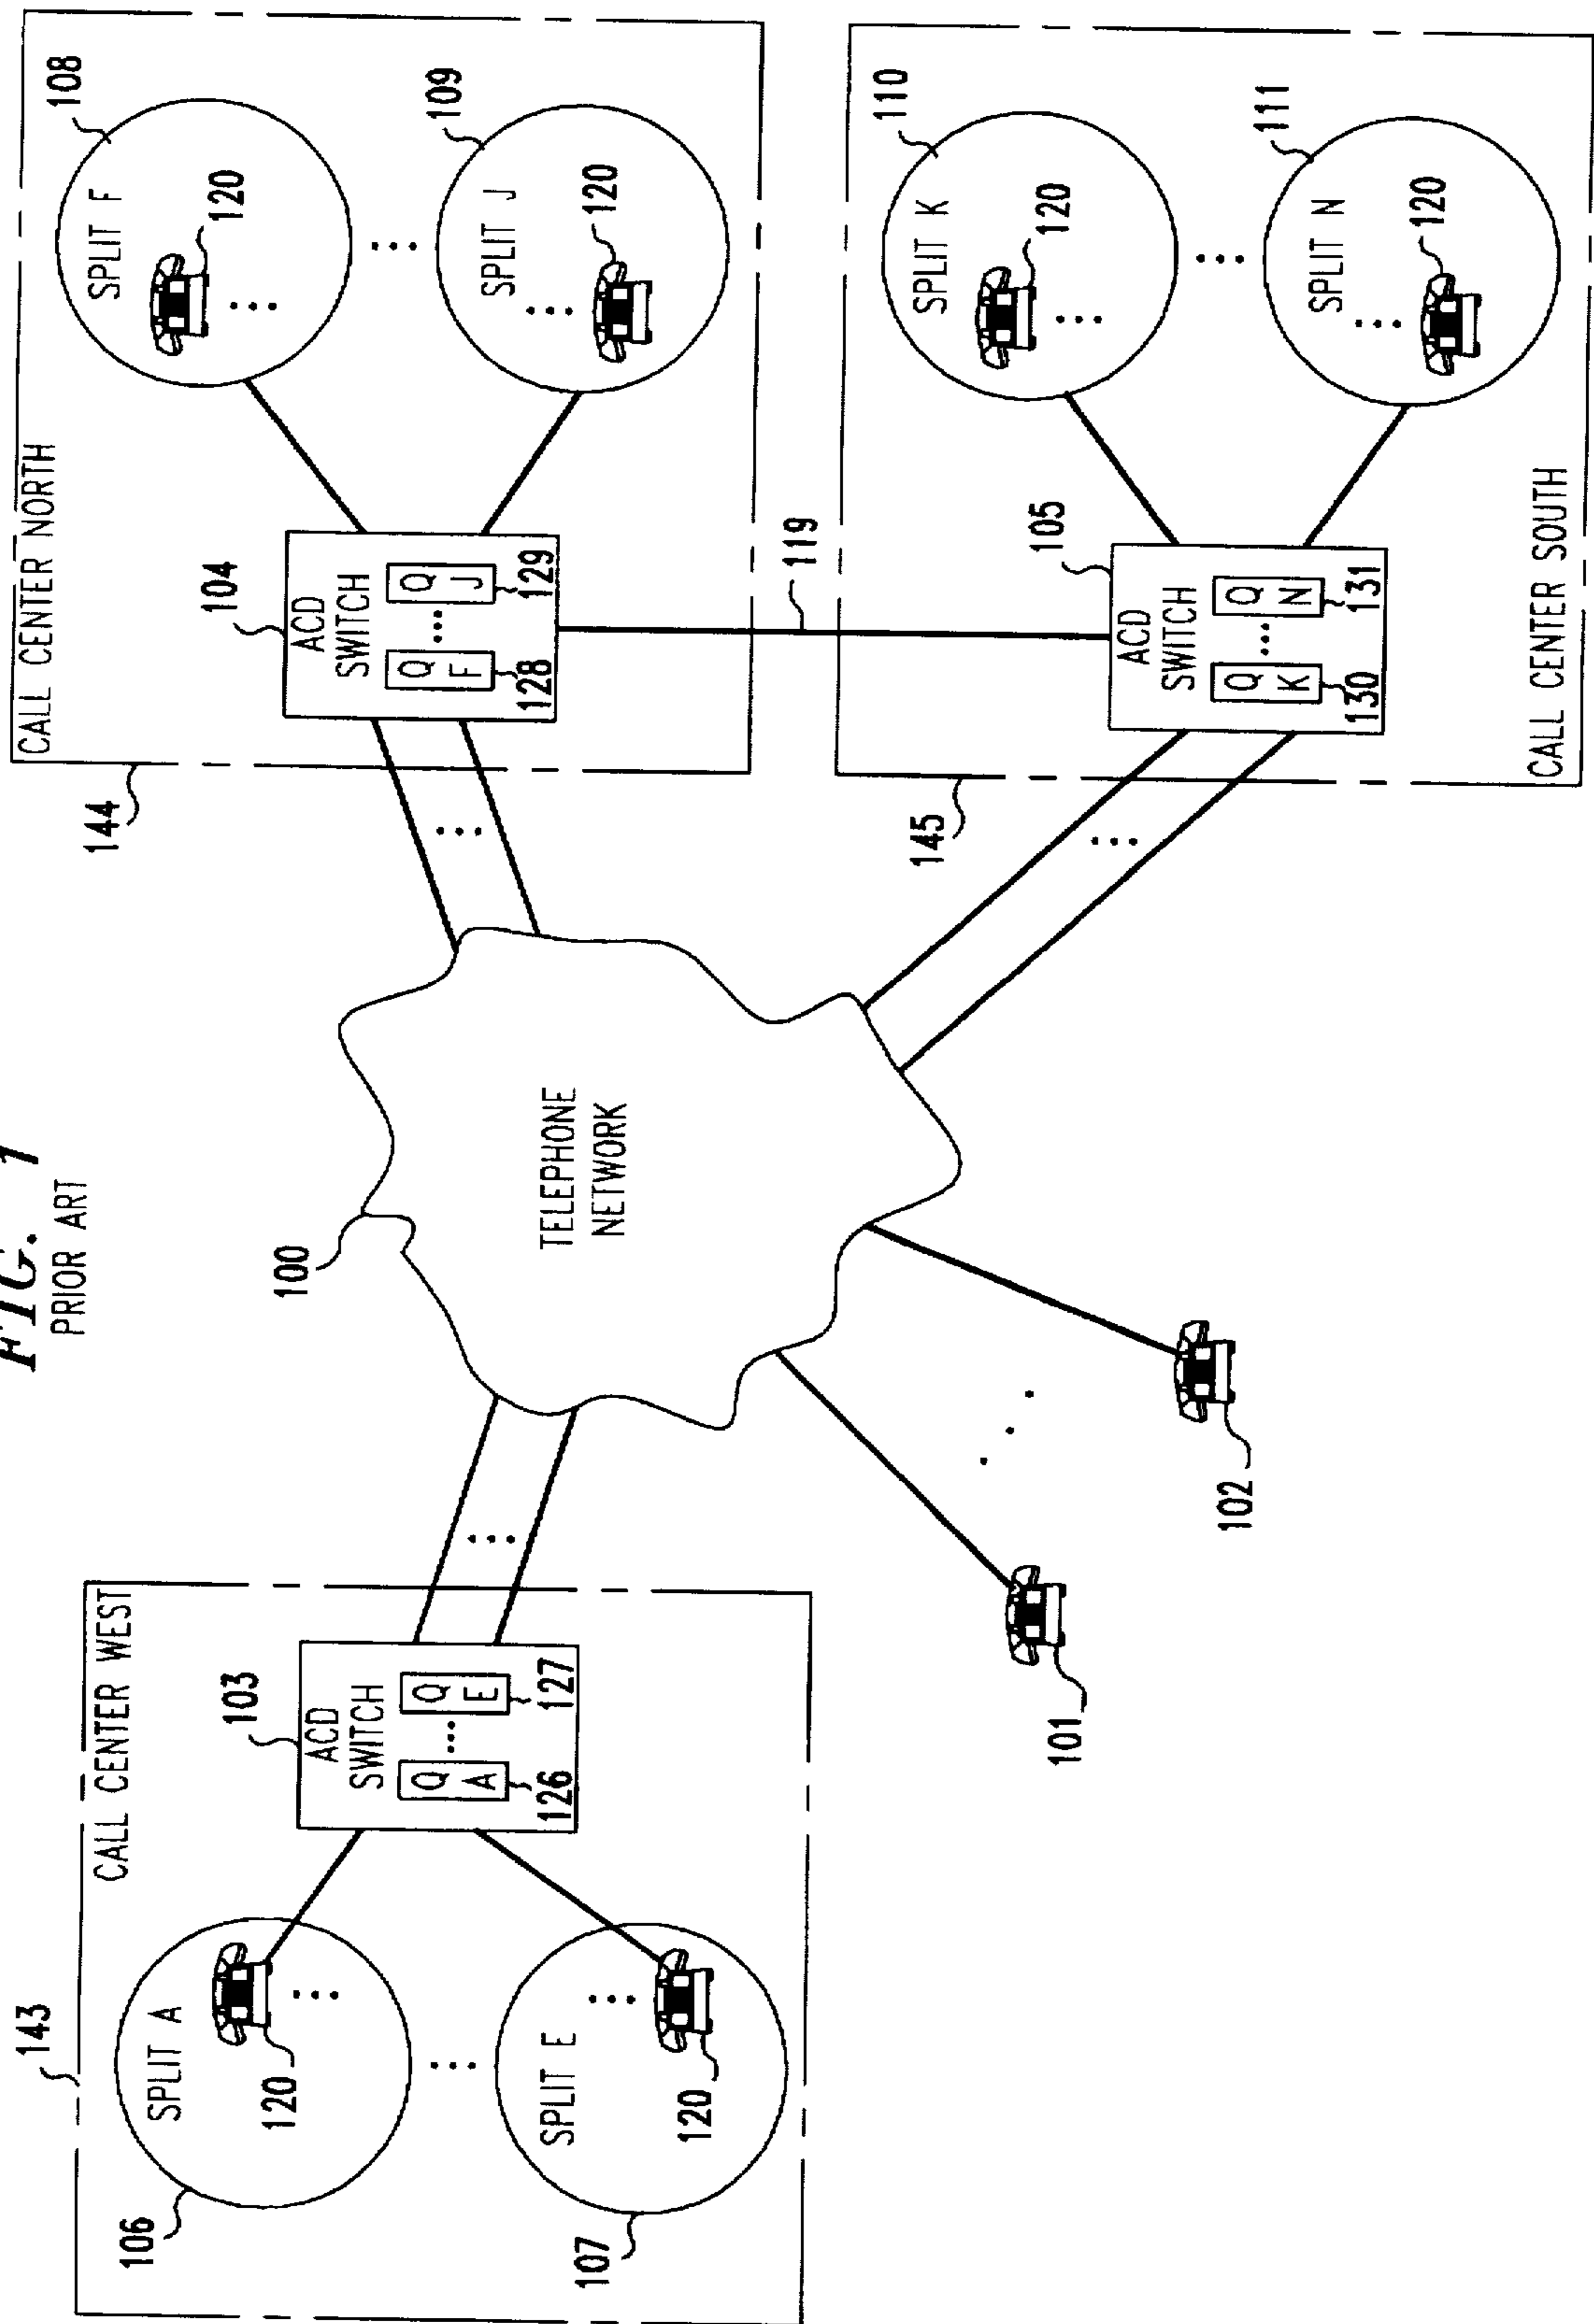 FIG. 1
PRIOR ART
143
CALL CENTER WEST
106
SPLIT A
120
107
SPLIT E
120
103
ACD
SWITCH
Q
A
126
Q
E
127
100
TELEPHONE
NETWORK
101
102
144
CALL CENTER NORTH
104
ACD
SWITCH
Q
F
128
Q
J
129
108
SPLIT F
120
109
SPLIT J
120
119
145
105
ACD
SWITCH
Q
K
130
Q
N
131
110
SPLIT K
120
111
SPLIT N
120
CALL CENTER SOUTH